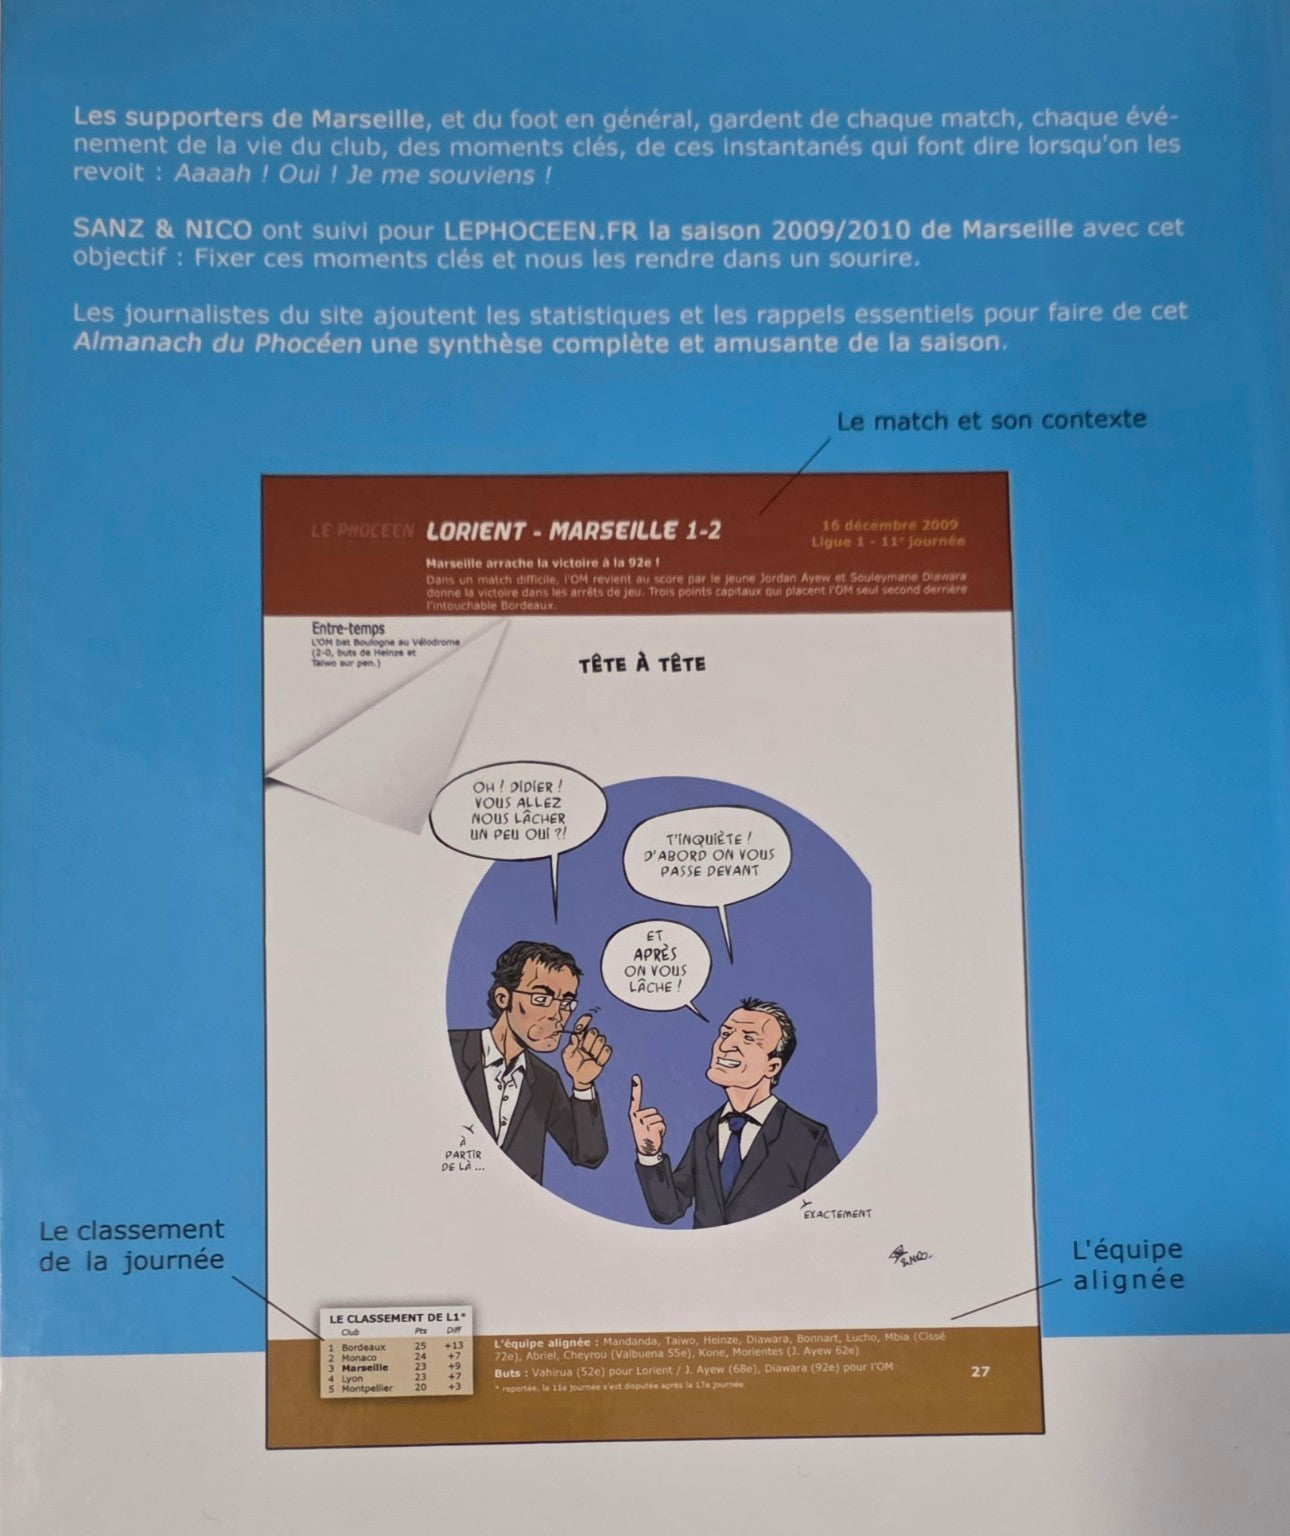 Les supporters de Marseille, et du foot en général, gardent de chaque match, chaque évé-
nement de la vie du club, des moments clés, de ces instantanés qui font dire lorsqu'on les
revoit : Aaaah ! Oui ! Je me souviens !
SANZ & NICO ont suivi pour LEPHOCEEN.FR la saison 2009/2010 de Marseille avec cet
objectif : Fixer ces moments clés et nous les rendre dans un sourire.
Les journalistes du site ajoutent les statistiques et les rappels essentiels pour faire de cet
Almanach du Phocéen une synthèse complète et amusante de la saison.
Le match et son contexte
LE PHOCEEN LORIENT - MARSEILLE 1-2
16 décembre 2009
Ligue 1 - 11e journée
Marseille arrache la victoire à la 92e !
Dans un match difficile, l'OM revient au score par le jeune Jordan Ayew et Souleymane Diawara
donne la victoire dans les arrêts de jeu. Trois points capitaux qui placent l'OM seul second derrière
l'intouchable Bordeaux.
Entre-temps
L'OM bat Boulogne au Vélodrome
(2-0, buts de Heinze et
Taiwo sur pen.)
TÊTE À TÊTE
OH ! DIDIER !
VOUS ALLEZ
NOUS LÂCHER
UN PEU OUI ?!
T'INQUIÈTE !
D'ABORD ON VOUS
PASSE DEVANT
ET
APRÈS
ON VOUS
LÂCHE !
À
PARTIR
DE LÀ ...
EXACTEMENT
Le classement
de la journée
L'équipe
alignée
LE CLASSEMENT DE L1*
Club Pts Diff
1 Bordeaux 25 +13
2 Monaco 24 +7
3 Marseille 23 +9
4 Lyon 23 +7
5 Montpellier 20 +3
L'équipe alignée : Mandanda, Taiwo, Heinze, Diawara, Bonnart, Lucho, Mbia (Cissé
72e), Abriel, Cheyrou (Valbuena 55e), Kone, Morientes (J. Ayew 62e)
Buts : Vahirua (52e) pour Lorient / J. Ayew (68e), Diawara (92e) pour l'OM
* reportée, la 11e journée s'est disputée après la 17e journée
27